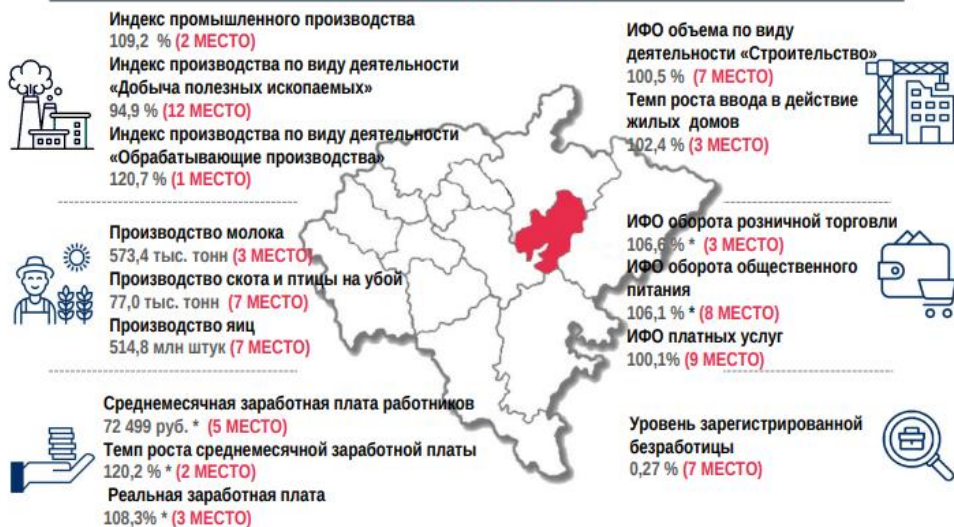 Индекс промышленного производства
109,2 % (2 МЕСТО)
Индекс производства по виду деятельности
«Добыча полезных ископаемых»
94,9 % (12 МЕСТО)
Индекс производства по виду деятельности
«Обрабатывающие производства»
120,7 % (1 МЕСТО)
Производство молока
573,4 тыс. тонн (3 МЕСТО)
Производство скота и птицы на убой
77,0 тыс. тонн (7 МЕСТО)
Производство яиц
514,8 млн штук (7 МЕСТО)
Среднемесячная заработная плата работников
72 499 руб. * (5 МЕСТО)
Темп роста среднемесячной заработной платы
120,2 % * (2 МЕСТО)
Реальная заработная плата
108,3% * (3 МЕСТО)
ИФО объема по виду
деятельности «Строительство»
100,5 % (7 МЕСТО)
Темп роста ввода в действие
жилых домов
102,4 % (3 МЕСТО)
ИФО оборота розничной торговли
106,6 % * (3 МЕСТО)
ИФО оборота общественного
питания
106,1 % * (8 МЕСТО)
ИФО платных услуг
100,1% (9 МЕСТО)
Уровень зарегистрированной
безработицы
0,27 % (7 МЕСТО)